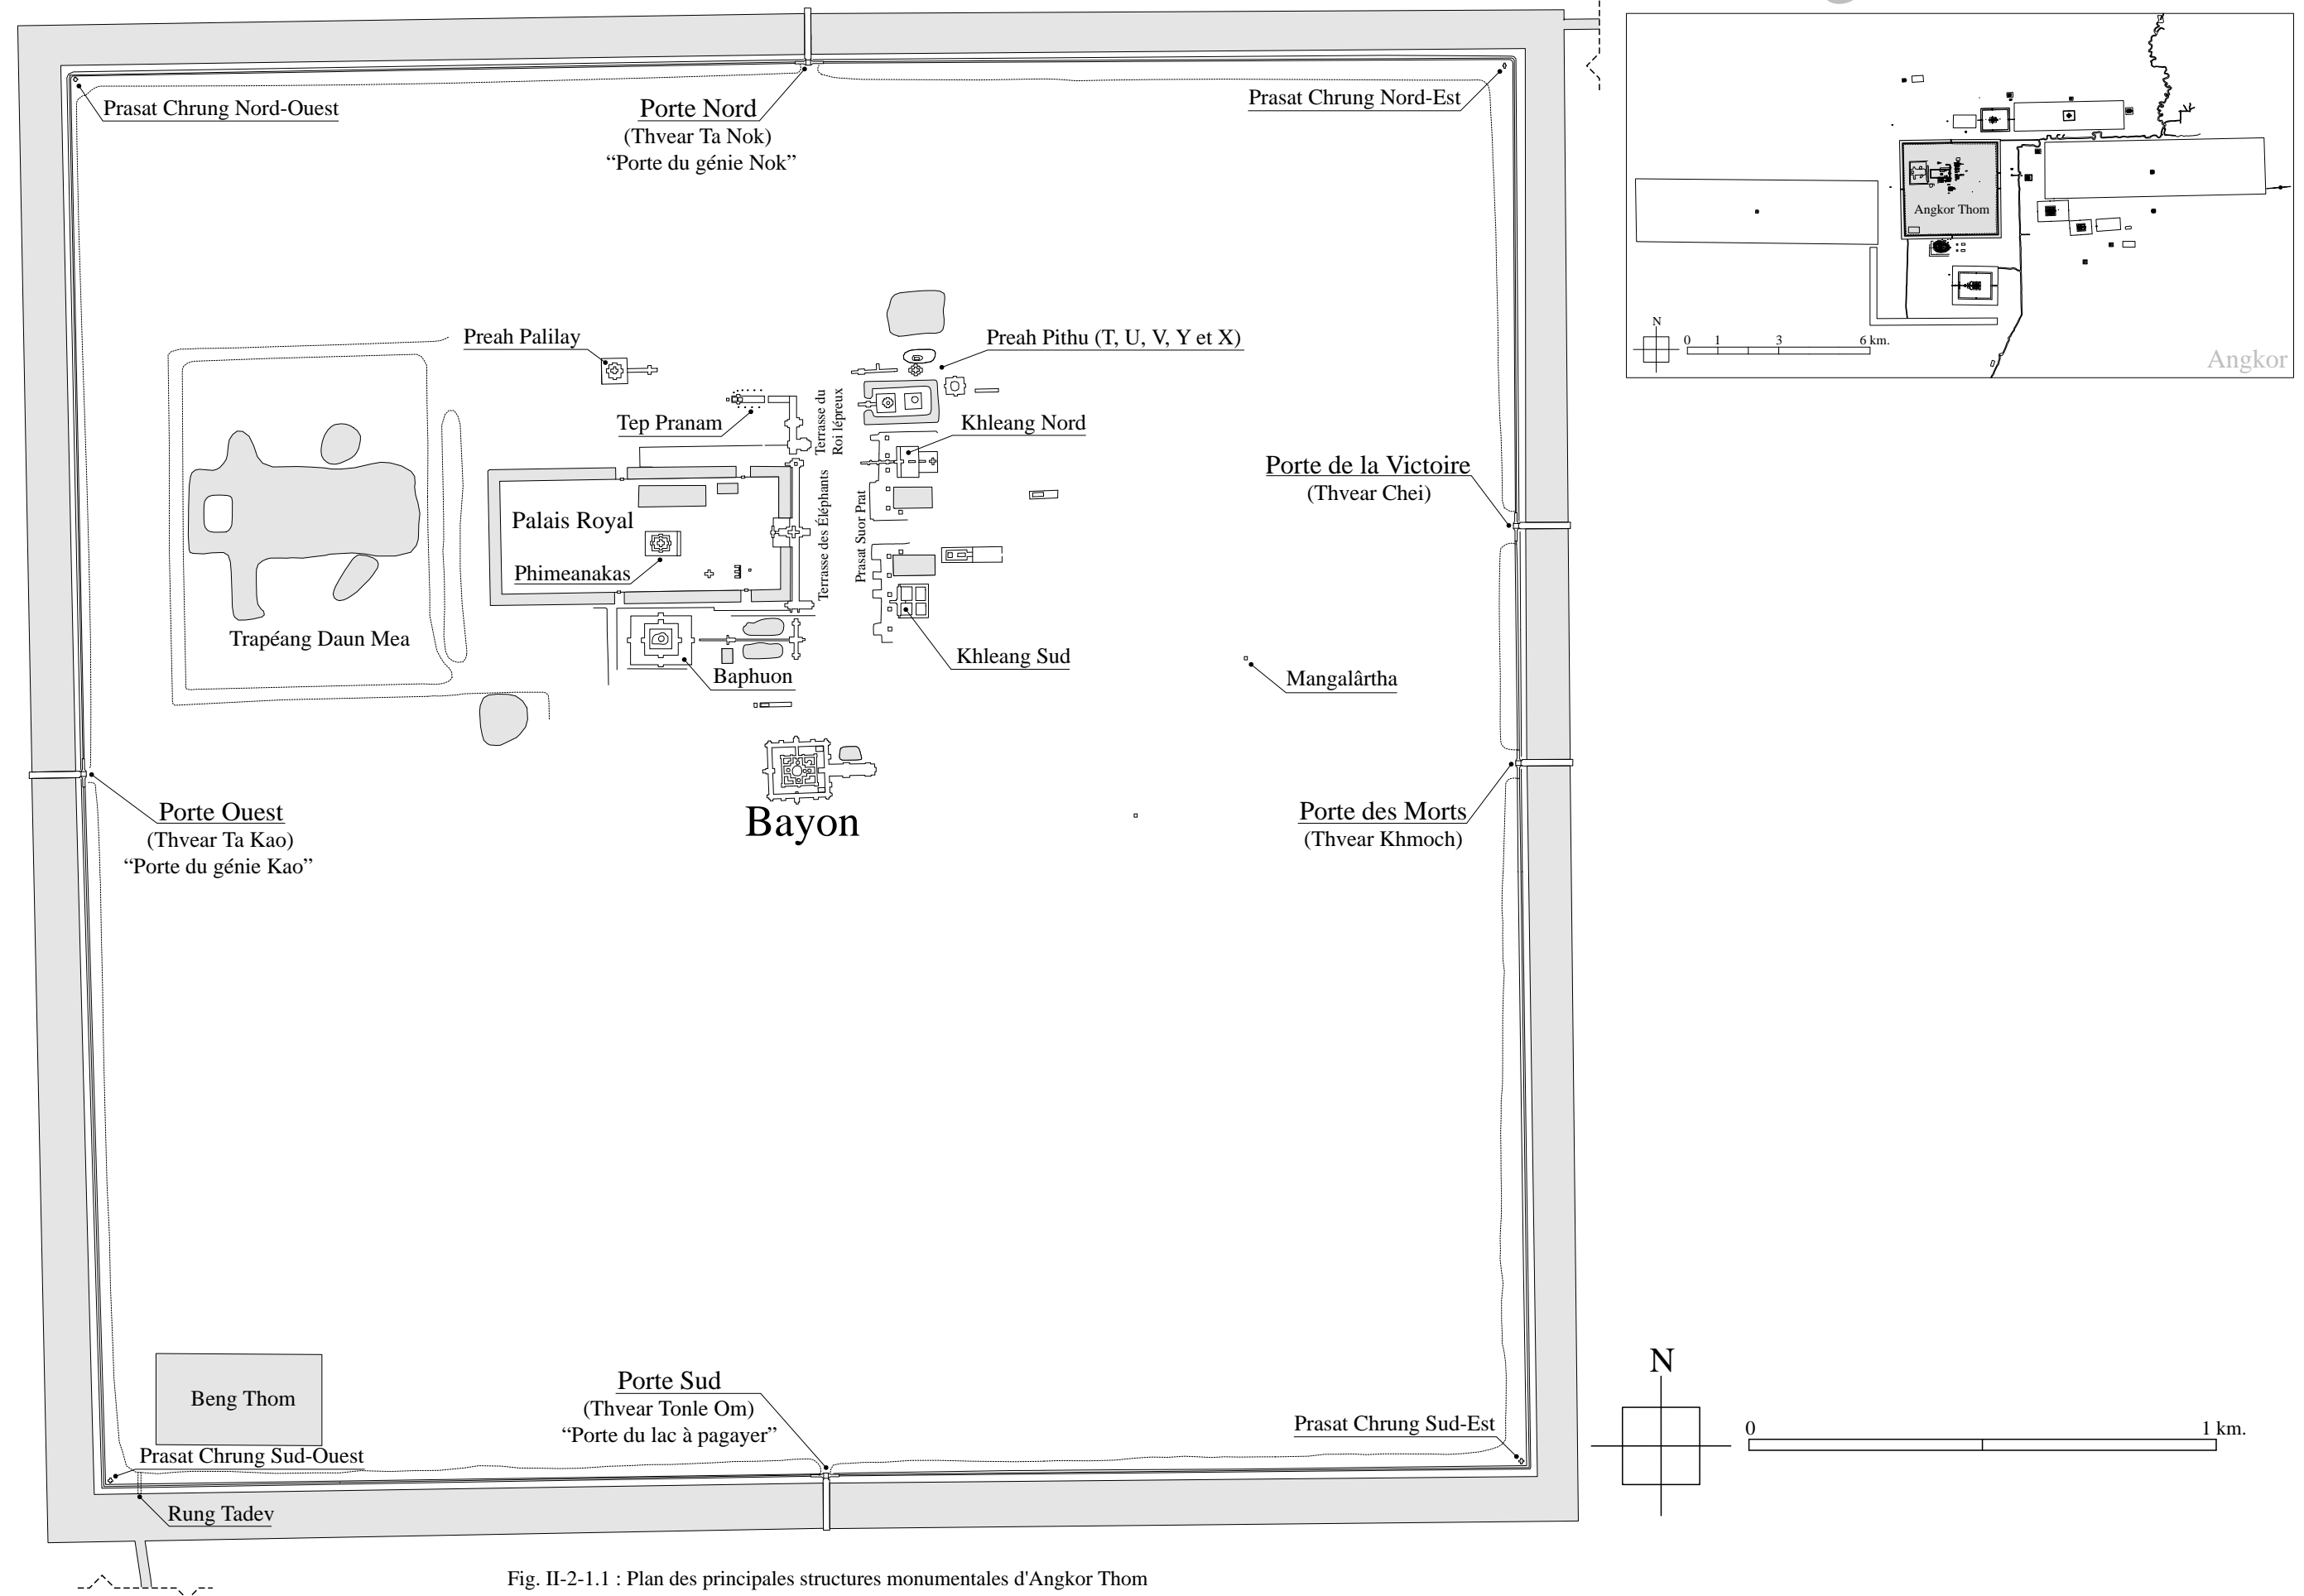 Prasat Chrung Nord-Ouest
Porte Nord
(Thvear Ta Nok)
“Porte du génie Nok”
Prasat Chrung Nord-Est
Angkor Thom
N
0 1 3 6 km.
Angkor
Preah Palilay
Preah Pithu (T, U, V, Y et X)
Tep Pranam
Terrasse du
Roi lépreux
Khleang Nord
Porte de la Victoire
(Thvear Chei)
Palais Royal
Terrasse des Éléphants
Prasat Suor Prat
Phimeanakas
Trapéang Daun Mea
Khleang Sud
Baphuon
Mangalârtha
Porte Ouest
(Thvear Ta Kao)
“Porte du génie Kao”
Bayon
Porte des Morts
(Thvear Khmoch)
Beng Thom
Porte Sud
(Thvear Tonle Om)
“Porte du lac à pagayer”
Prasat Chrung Sud-Est
Prasat Chrung Sud-Ouest
Rung Tadev
N
0 1 km.
Fig. II-2-1.1 : Plan des principales structures monumentales d'Angkor Thom